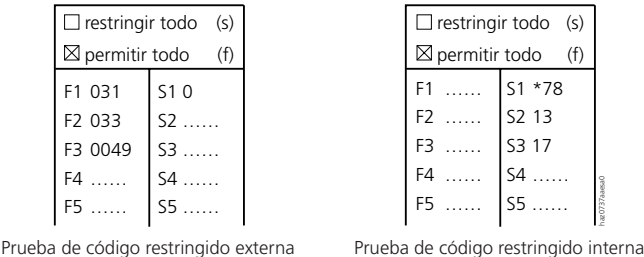 restringir todo (s)
permitir todo (f)
F1 031 S1 0
F2 033 S2 ......
F3 0049 S3 ......
F4 ...... S4 ......
F5 ...... S5 ......
Prueba de código restringido externa
restringir todo (s)
permitir todo (f)
F1 ...... S1 *78
F2 ...... S2 13
F3 ...... S3 17
F4 ...... S4 ......
F5 ...... S5 ......
Prueba de código restringido interna